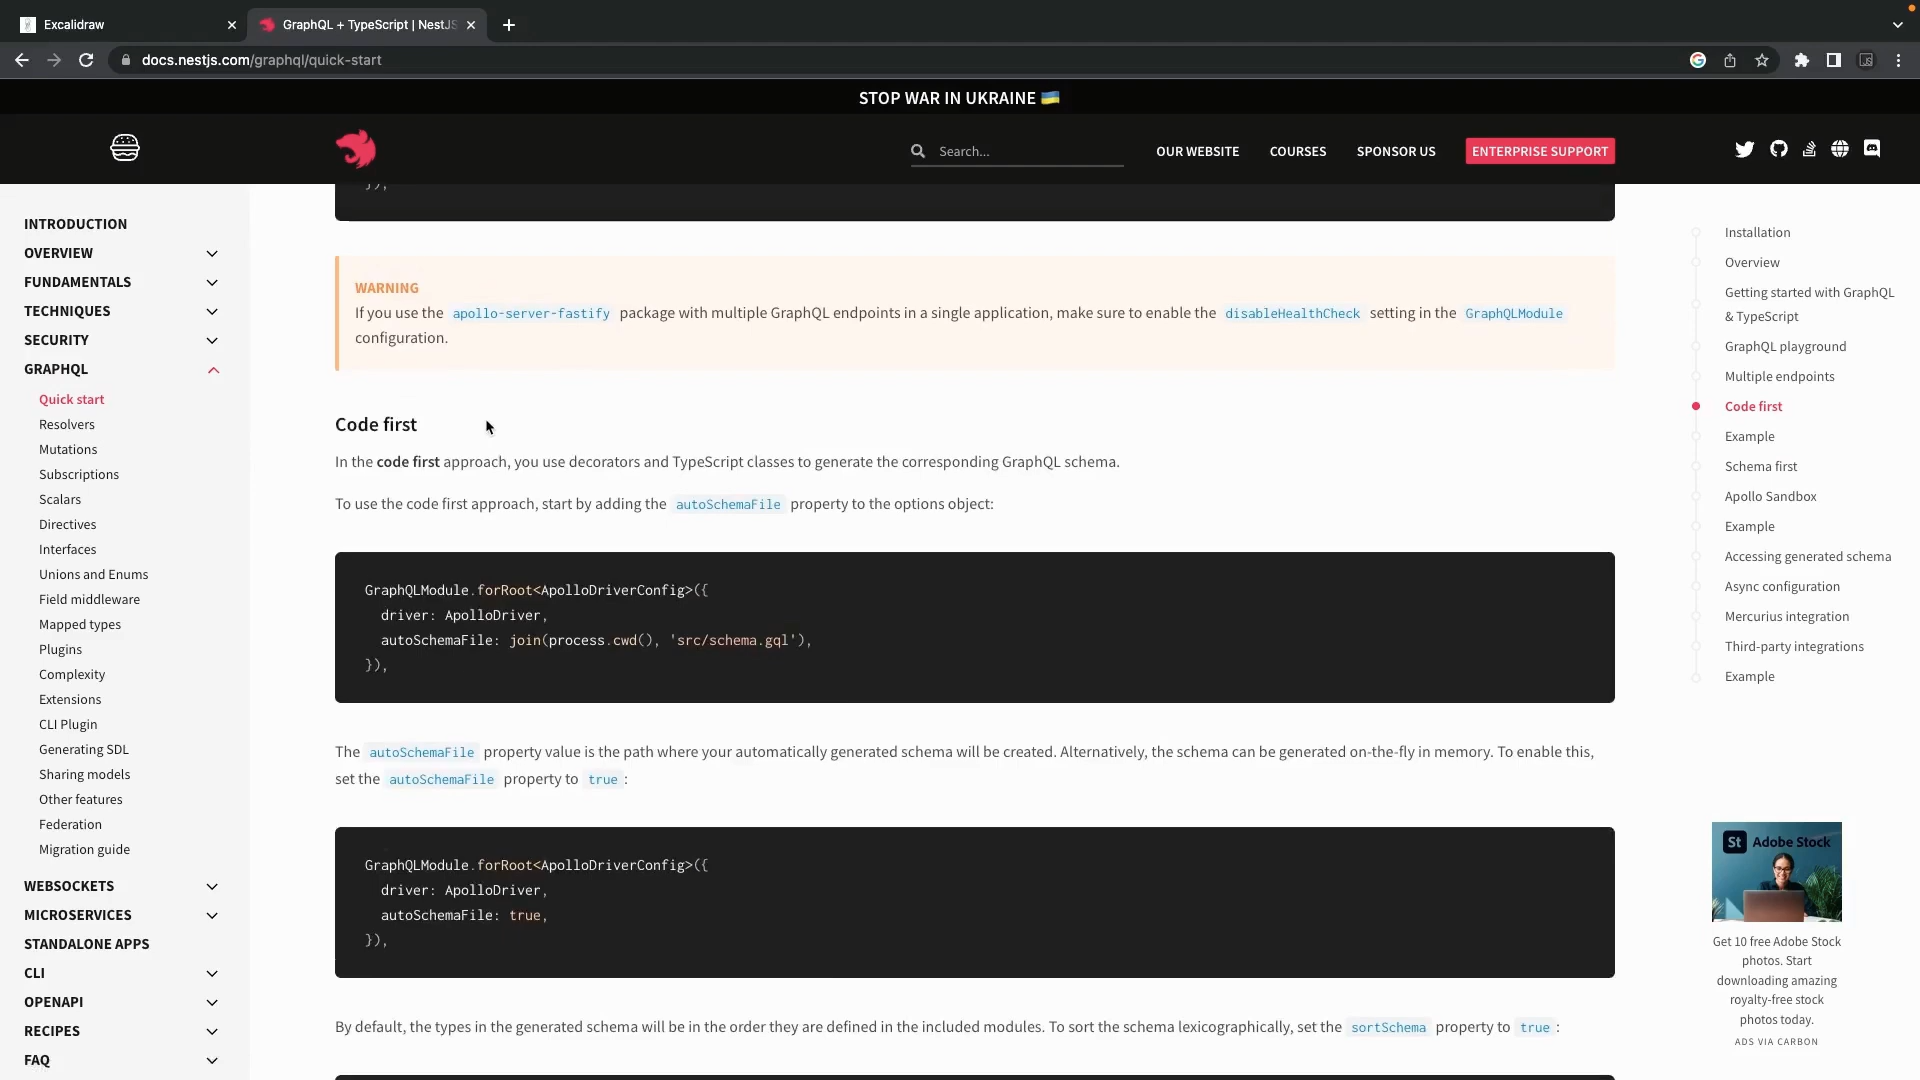 Excalidraw
GraphQL + TypeScript | NestJS
docs.nestjs.com/graphql/quick-start
STOP WAR IN UKRAINE 🇺🇦
Search...
OUR WEBSITE
COURSES
SPONSOR US
ENTERPRISE SUPPORT
INTRODUCTION
OVERVIEW
FUNDAMENTALS
TECHNIQUES
SECURITY
GRAPHQL
Quick start
Resolvers
Mutations
Subscriptions
Scalars
Directives
Interfaces
Unions and Enums
Field middleware
Mapped types
Plugins
Complexity
Extensions
CLI Plugin
Generating SDL
Sharing models
Other features
Federation
Migration guide
WEBSOCKETS
MICROSERVICES
STANDALONE APPS
CLI
OPENAPI
RECIPES
FAQ
}),
WARNING
If you use the apollo-server-fastify package with multiple GraphQL endpoints in a single application, make sure to enable the disableHealthCheck setting in the GraphQLModule
configuration.
Code first
In the code first approach, you use decorators and TypeScript classes to generate the corresponding GraphQL schema.
To use the code first approach, start by adding the autoSchemaFile property to the options object:
GraphQLModule.forRoot<ApolloDriverConfig>({
driver: ApolloDriver,
autoSchemaFile: join(process.cwd(), 'src/schema.gql'),
}),
The autoSchemaFile property value is the path where your automatically generated schema will be created. Alternatively, the schema can be generated on-the-fly in memory. To enable this,
set the autoSchemaFile property to true:
GraphQLModule.forRoot<ApolloDriverConfig>({
driver: ApolloDriver,
autoSchemaFile: true,
}),
By default, the types in the generated schema will be in the order they are defined in the included modules. To sort the schema lexicographically, set the sortSchema property to true:
Installation
Overview
Getting started with GraphQL
& TypeScript
GraphQL playground
Multiple endpoints
Code first
Example
Schema first
Apollo Sandbox
Example
Accessing generated schema
Async configuration
Mercurius integration
Third-party integrations
Example
St Adobe Stock
Get 10 free Adobe Stock
photos. Start
downloading amazing
royalty-free stock
photos today.
ADS VIA CARBON